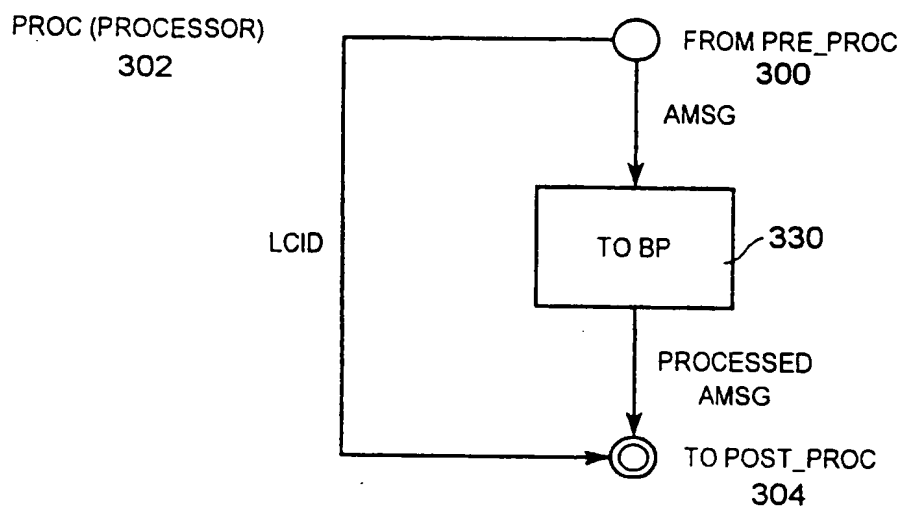 PROC (PROCESSOR)
302
FROM PRE_PROC
300
AMSG
LCID
TO BP
330
PROCESSED
AMSG
TO POST_PROC
304